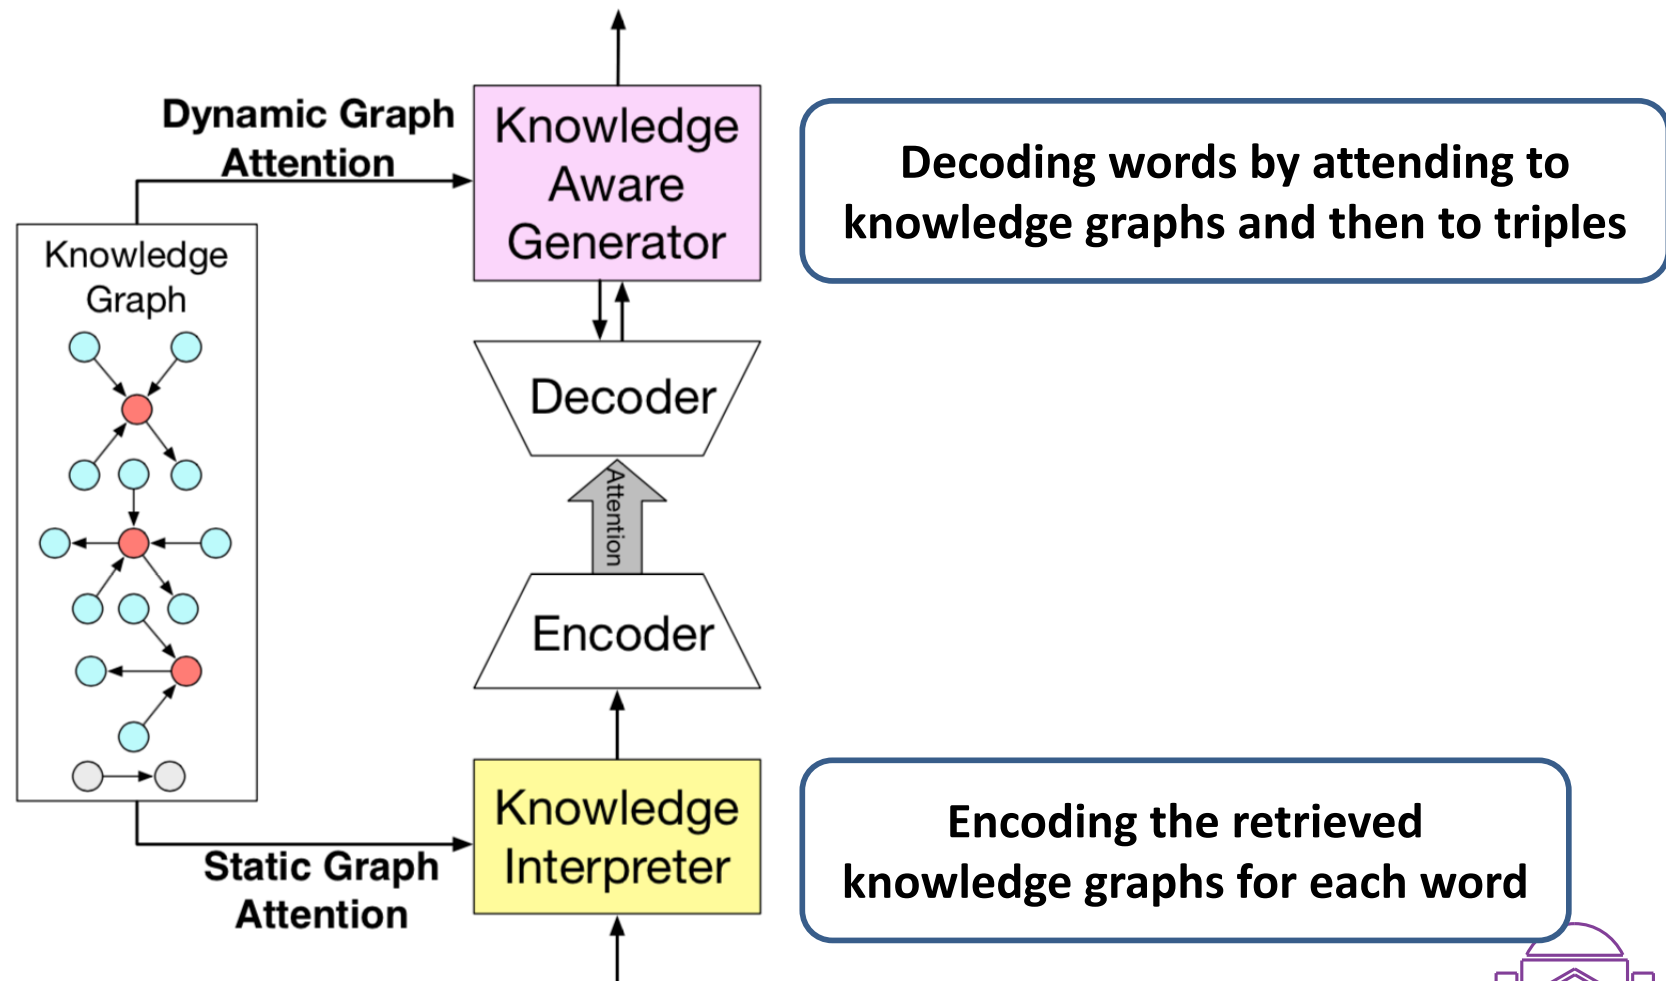 Dynamic Graph
Attention
Knowledge
Aware
Generator
Decoding words by attending to
knowledge graphs and then to triples
Knowledge
Graph
Decoder
Attention
Encoder
Knowledge
Interpreter
Static Graph
Attention
Encoding the retrieved
knowledge graphs for each word